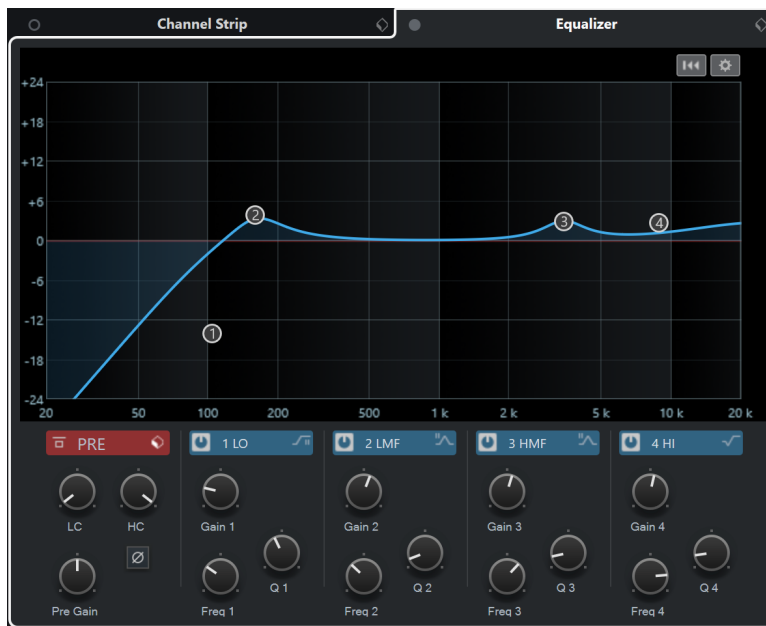 Channel Strip
Equalizer
+24
+18
+12
+6
0
-6
-12
-18
-24
2
3
4
1
20 50 100 200 500 1 k 2 k 5 k 10 k 20 k
PRE
1 LO
2 LMF
3 HMF
4 HI
LC HC
Gain 1
Gain 2
Gain 3
Gain 4
Ø
Q 1
Q 2
Q 3
Q 4
Pre Gain
Freq 1
Freq 2
Freq 3
Freq 4